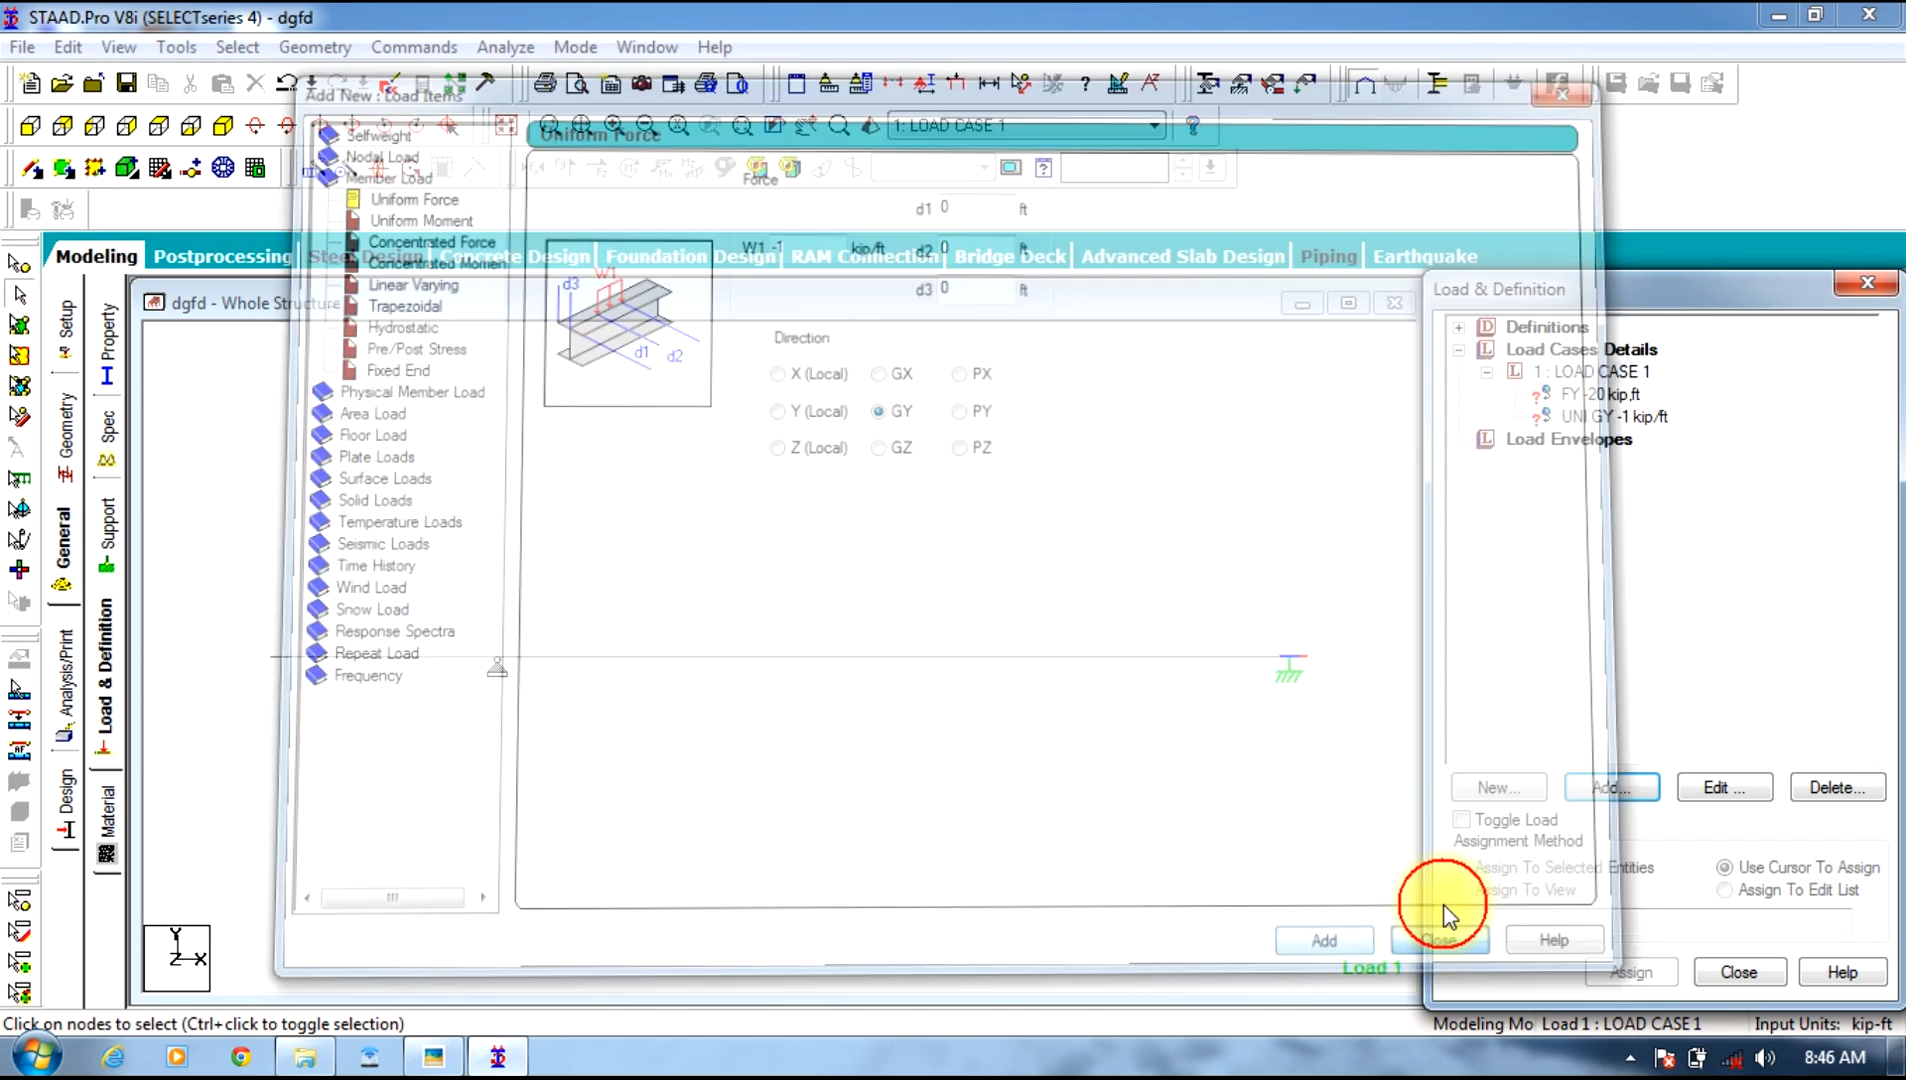 STAAD.Pro V8i (SELECTseries 4) - dgfd
File Edit View Tools Select Geometry Commands Analyze Mode Window Help
Add New : Load Items
1: LOAD CASE 1
Uniform Force
Selfweight
Nodal Load
Member Load
Uniform Force
Uniform Moment
Concentrated Force
Concentrated Momen
Linear Varying
Trapezoidal
Hydrostatic
Pre/Post Stress
Fixed End
Physical Member Load
Area Load
Floor Load
Plate Loads
Surface Loads
Solid Loads
Temperature Loads
Seismic Loads
Time History
Wind Load
Snow Load
Response Spectra
Repeat Load
Frequency
Force
d1 0 ft
W1 -1 kip/ft d2 0 ft
d3 0 ft
W1
d3
d1 d2
Direction
X (Local) GX PX
Y (Local) GY PY
Z (Local) GZ PZ
Add Close Help
Load 1
Modeling Postprocessing Steel Design Concrete Design Foundation Design RAM Connection Bridge Deck Advanced Slab Design Piping Earthquake
dgfd - Whole Structure
Setup
Geometry
General
Analysis/Print
Design
Property
Spec
Support
Load & Definition
Material
Y
Z X
Load & Definition
Definitions
Load Cases Details
1 : LOAD CASE 1
FY -20 kip,ft
UNI GY -1 kip/ft
Load Envelopes
New... Add... Edit ... Delete...
Toggle Load
Assignment Method
Assign To Selected Entities Use Cursor To Assign
Assign To View Assign To Edit List
Assign Close Help
Click on nodes to select (Ctrl+click to toggle selection)
Modeling Mo Load 1 : LOAD CASE 1 Input Units: kip-ft
8:46 AM